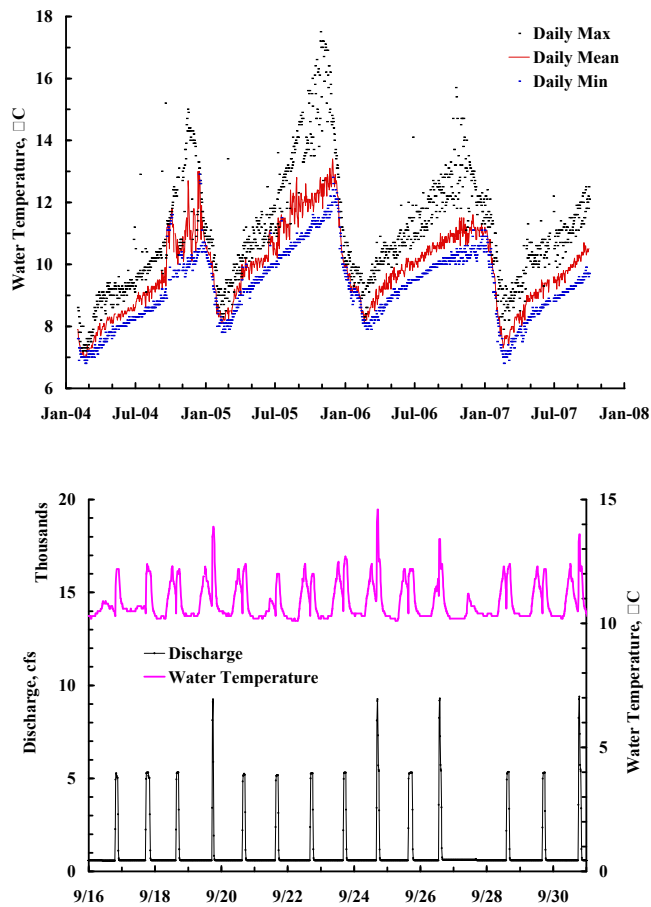 18
16
14
12
10
8
6
Water Temperature, □C
Daily Max
Daily Mean
Daily Min
Jan-04 Jul-04 Jan-05 Jul-05 Jan-06 Jul-06 Jan-07 Jul-07 Jan-08
20
15
10
5
0
Thousands
Discharge, cfs
Discharge
Water Temperature
15
10
5
0
Water Temperature, □C
9/16 9/18 9/20 9/22 9/24 9/26 9/28 9/30